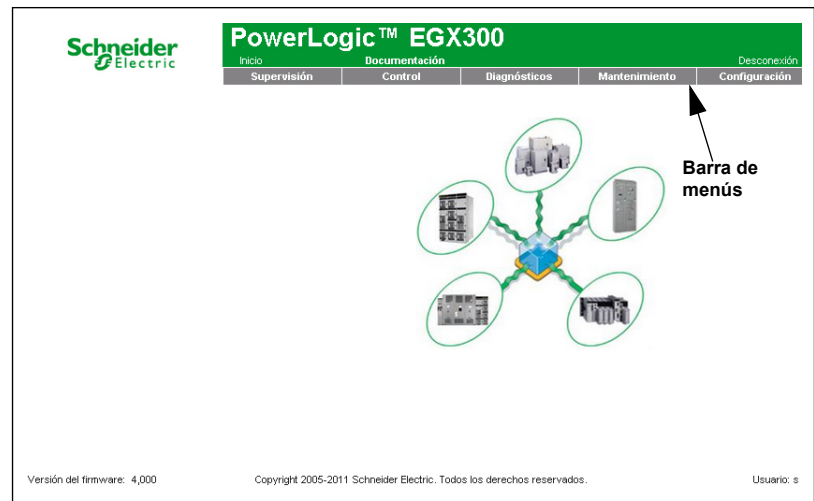 Schneider
Electric
PowerLogic™ EGX300
Inicio Documentación Desconexión
Supervisión Control Diagnósticos Mantenimiento Configuración
Barra de
menús
Versión del firmware: 4,000 Copyright 2005-2011 Schneider Electric. Todos los derechos reservados. Usuario: s